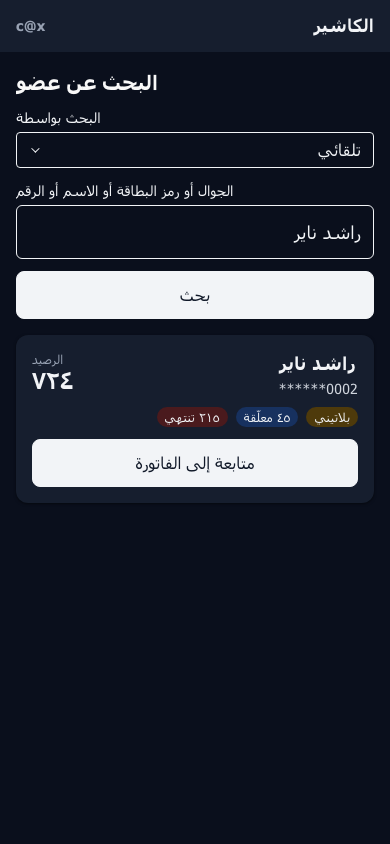 الكاشير
c@x
البحث عن عضو
البحث بواسطة
تلقائي
الجوال أو رمز البطاقة أو الاسم أو الرقم
راشد ناير
بحث
راشد ناير
الرصيد
******0002
٧٢٤
بلاتيني ٤٥ معلّقة ٢١٥ تنتهي
متابعة إلى الفاتورة